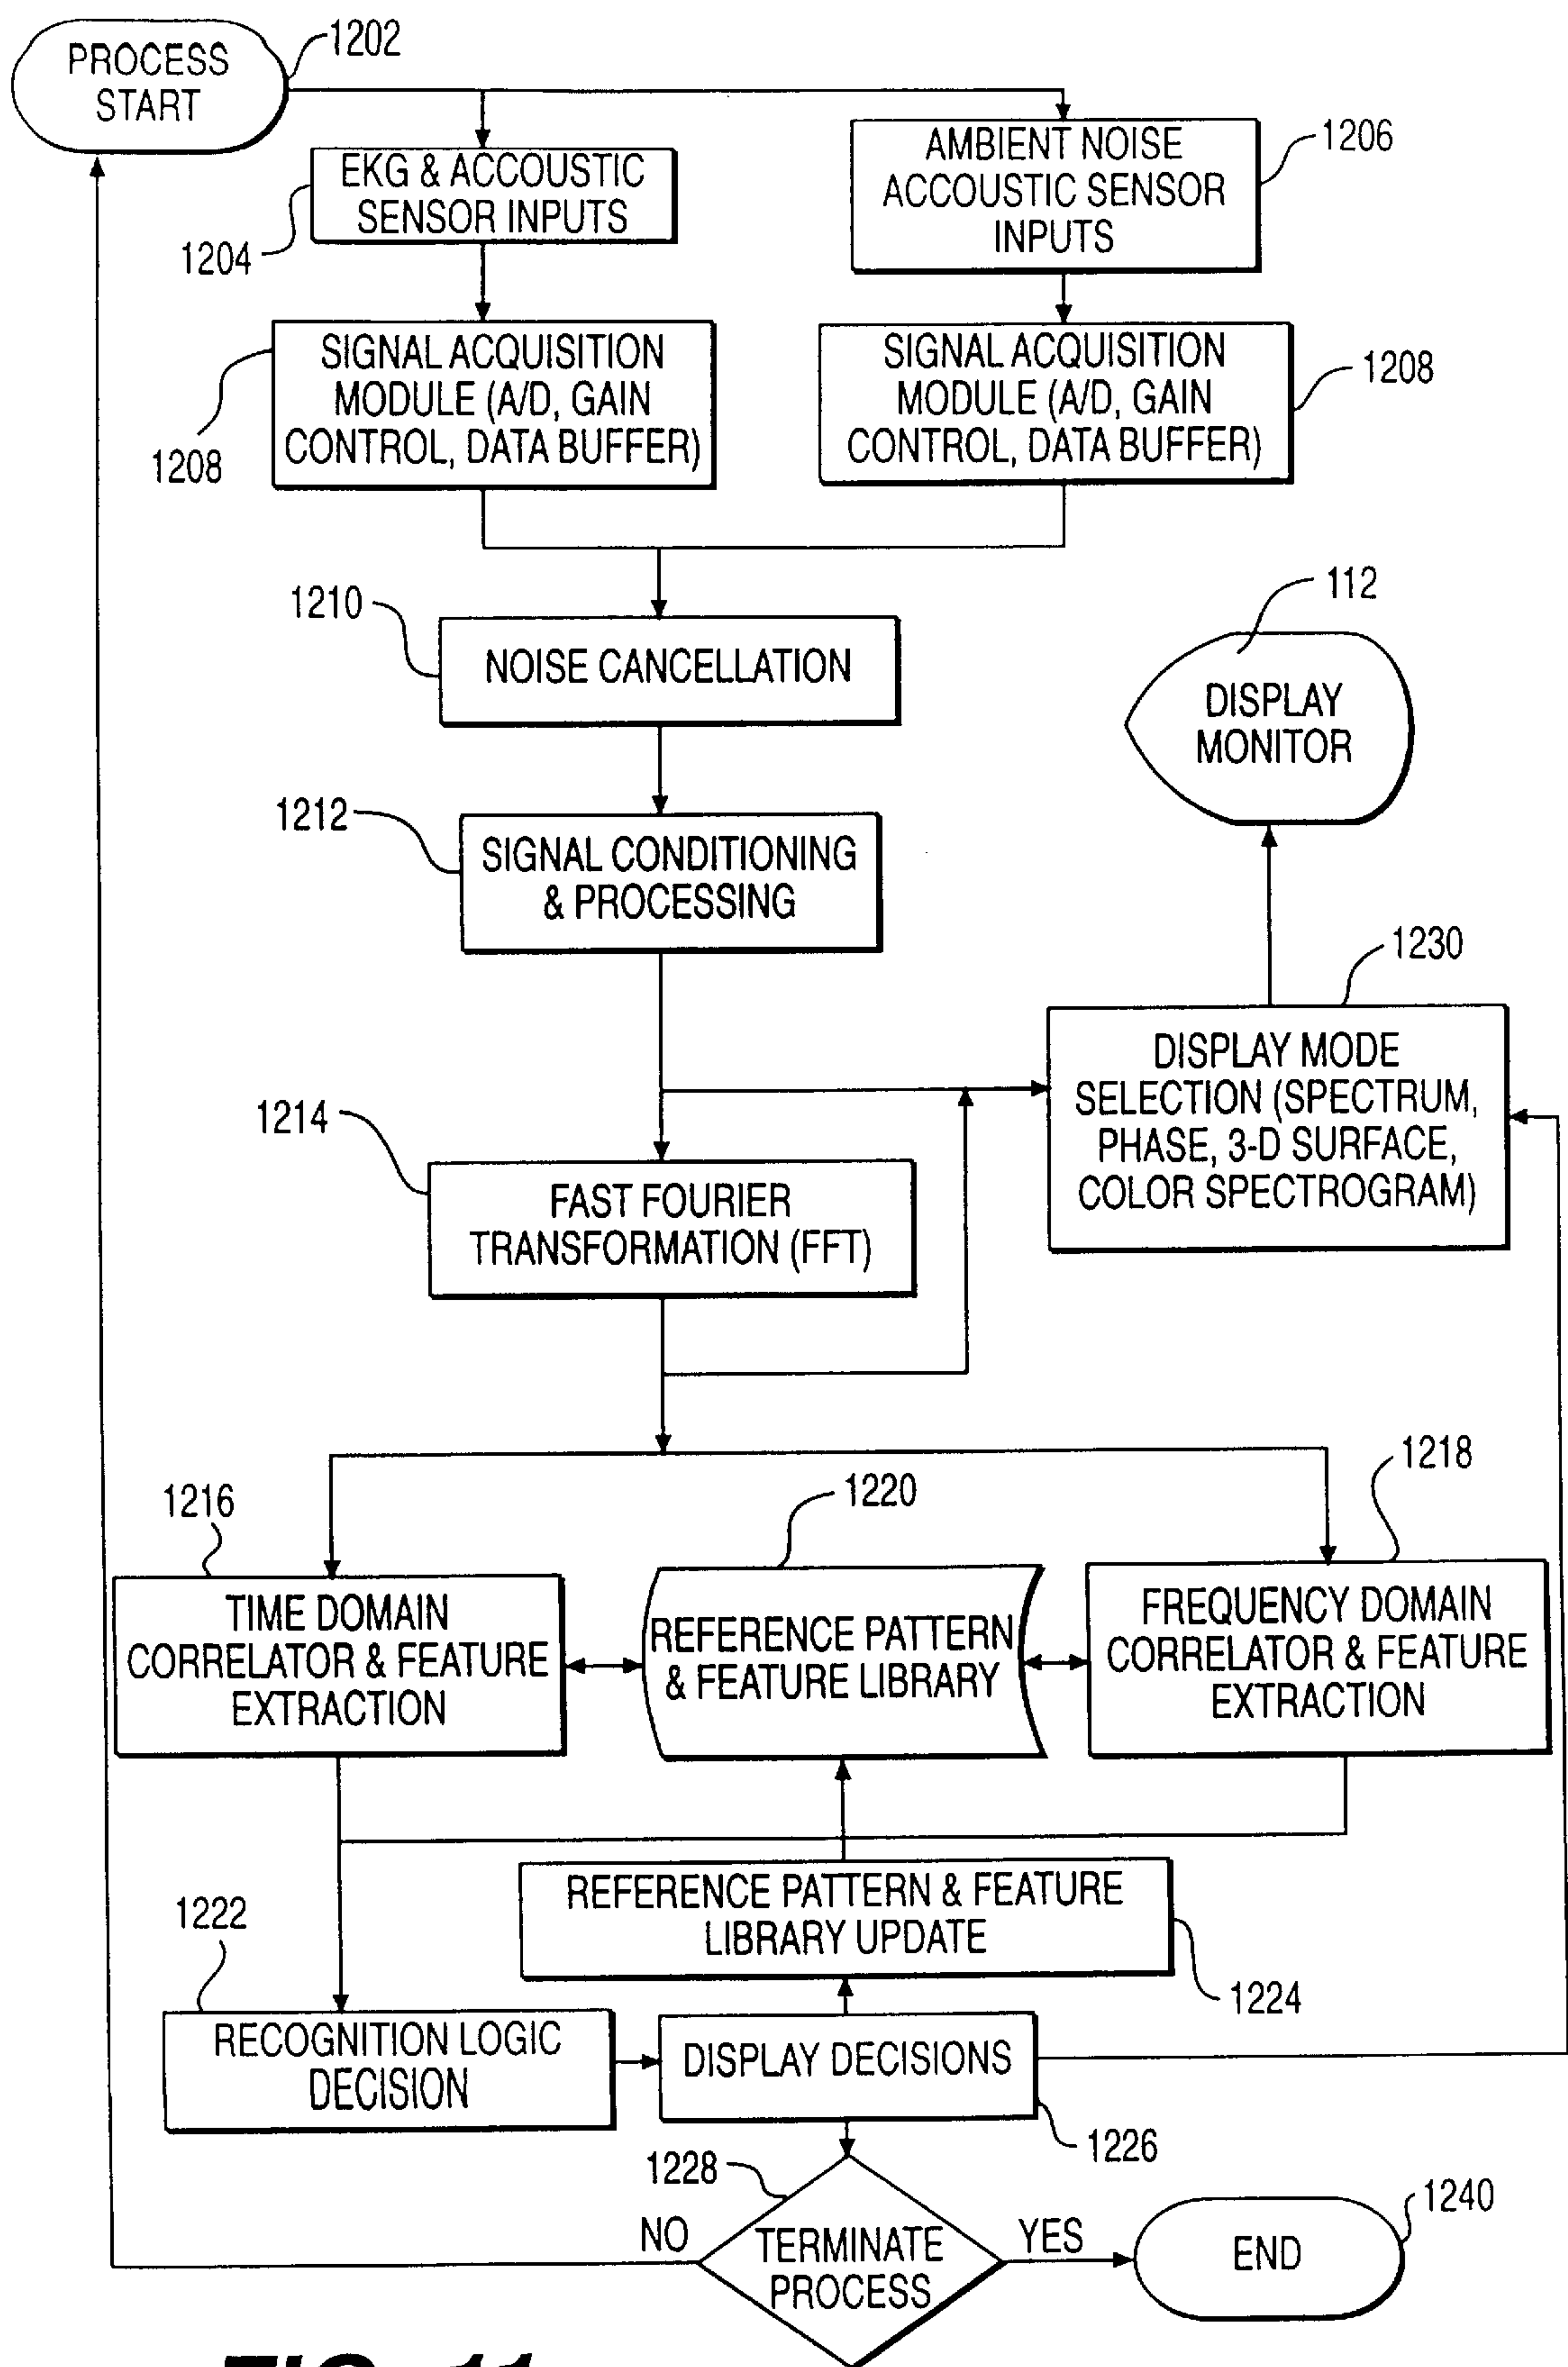 PROCESS
START
1202
EKG & ACCOUSTIC
SENSOR INPUTS
1204
AMBIENT NOISE
ACCOUSTIC SENSOR
INPUTS
1206
SIGNAL ACQUISITION
MODULE (A/D, GAIN
CONTROL, DATA BUFFER)
1208
SIGNAL ACQUISITION
MODULE (A/D, GAIN
CONTROL, DATA BUFFER)
1208
1210
NOISE CANCELLATION
112
DISPLAY
MONITOR
1212
SIGNAL CONDITIONING
& PROCESSING
1230
DISPLAY MODE
SELECTION (SPECTRUM,
PHASE, 3-D SURFACE,
COLOR SPECTROGRAM)
1214
FAST FOURIER
TRANSFORMATION (FFT)
1216
TIME DOMAIN
CORRELATOR & FEATURE
EXTRACTION
1220
REFERENCE PATTERN
& FEATURE LIBRARY
1218
FREQUENCY DOMAIN
CORRELATOR & FEATURE
EXTRACTION
REFERENCE PATTERN & FEATURE
LIBRARY UPDATE
1224
1222
RECOGNITION LOGIC
DECISION
DISPLAY DECISIONS
1226
1228
NO
TERMINATE
PROCESS
YES
END
1240
FIG. 11